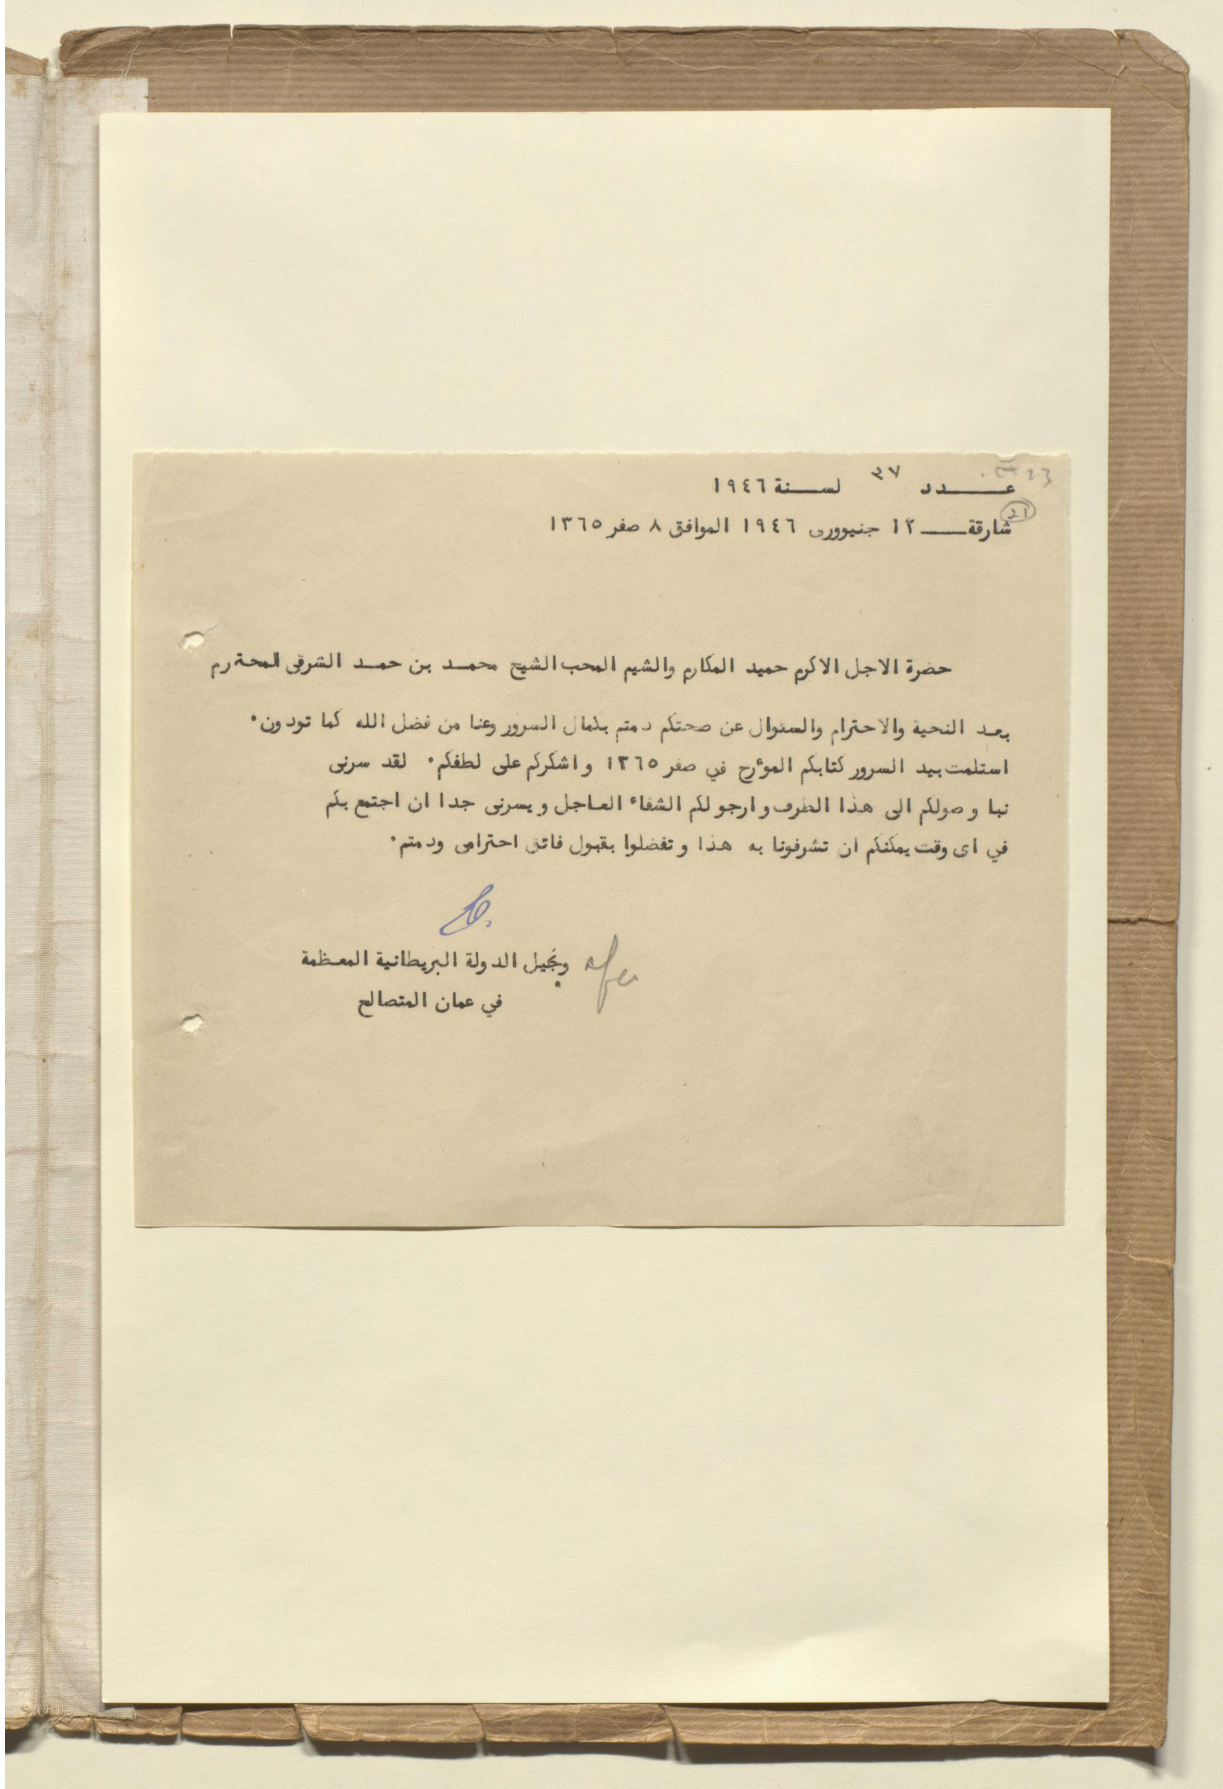 عـــدد ٣٧ لســنة ١٩٤٦
21
شارقة ـــ ١٢ جنيوورى ١٩٤٦ الموافق ٨ صفر ١٣٦٥
حضرة الاجل الاكرم حميد المكارم والشيم المحب الشيخ محمد بن حمد الشرقى المحترم
بعد التحية والاحترام والسئوال عن صحتكم دمتم بكمال السرور وعنا من فضل الله كما تودون.
استلمت بيد السرور كتابكم المؤرخ في صفر ١٣٦٥ واشكركم على لطفكم. لقد سرنى
نبا وصولكم الى هذا الطرف وارجو لكم الشفاء العاجل ويسرنى جدا ان اجتمع بكم
في اى وقت يمكنكم ان تشرفونا به هذا وتفضلوا بقبول فائق احترامى ودمتم.
الدولة البريطانية المعظمة
في عمان المتصالح